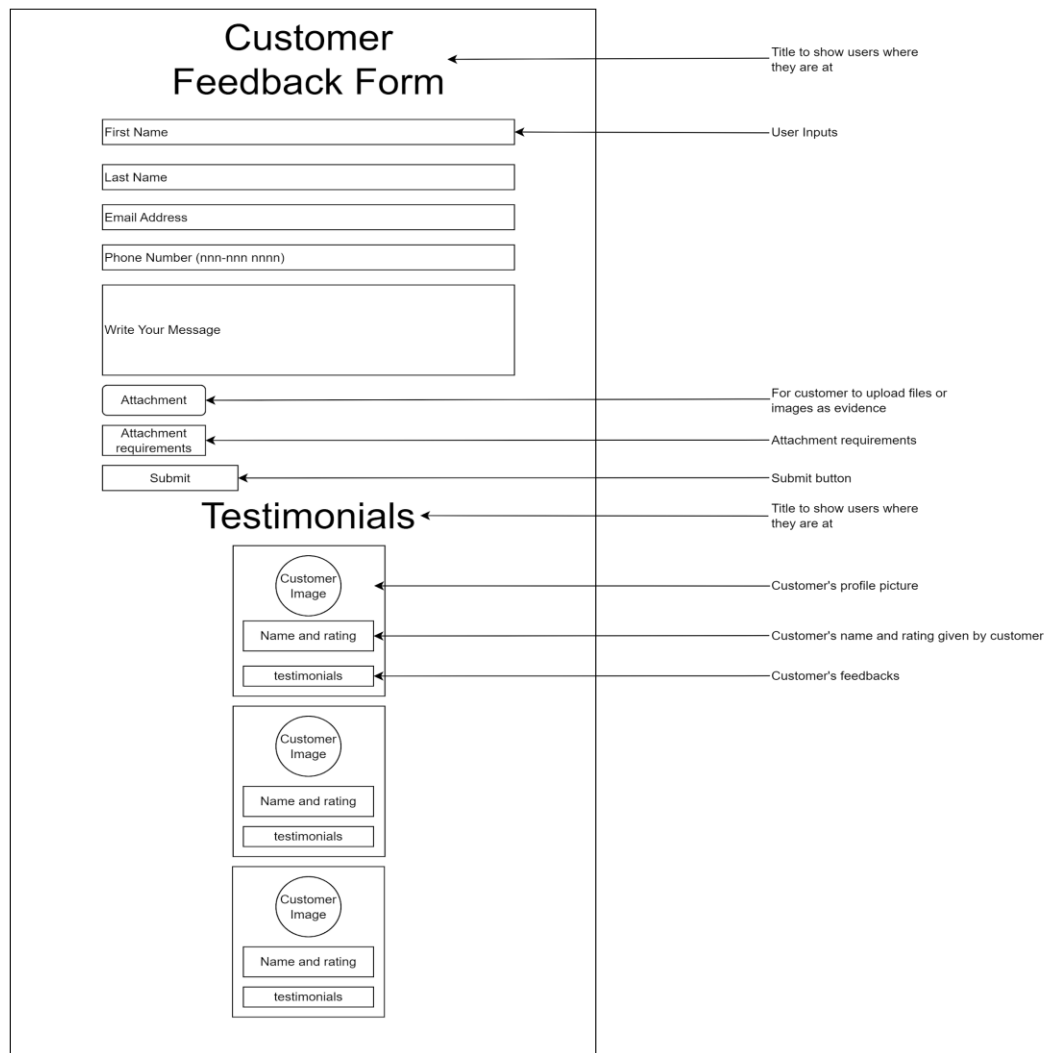 Customer
Feedback Form
Title to show users where
they are at
First Name
User Inputs
Last Name
Email Address
Phone Number (nnn-nnn nnnn)
Write Your Message
Attachment
For customer to upload files or
images as evidence
Attachment
requirements
Attachment requirements
Submit
Submit button
Testimonials
Title to show users where
they are at
Customer
Image
Customer's profile picture
Name and rating
Customer's name and rating given by customer
testimonials
Customer's feedbacks
Customer
Image
Name and rating
testimonials
Customer
Image
Name and rating
testimonials